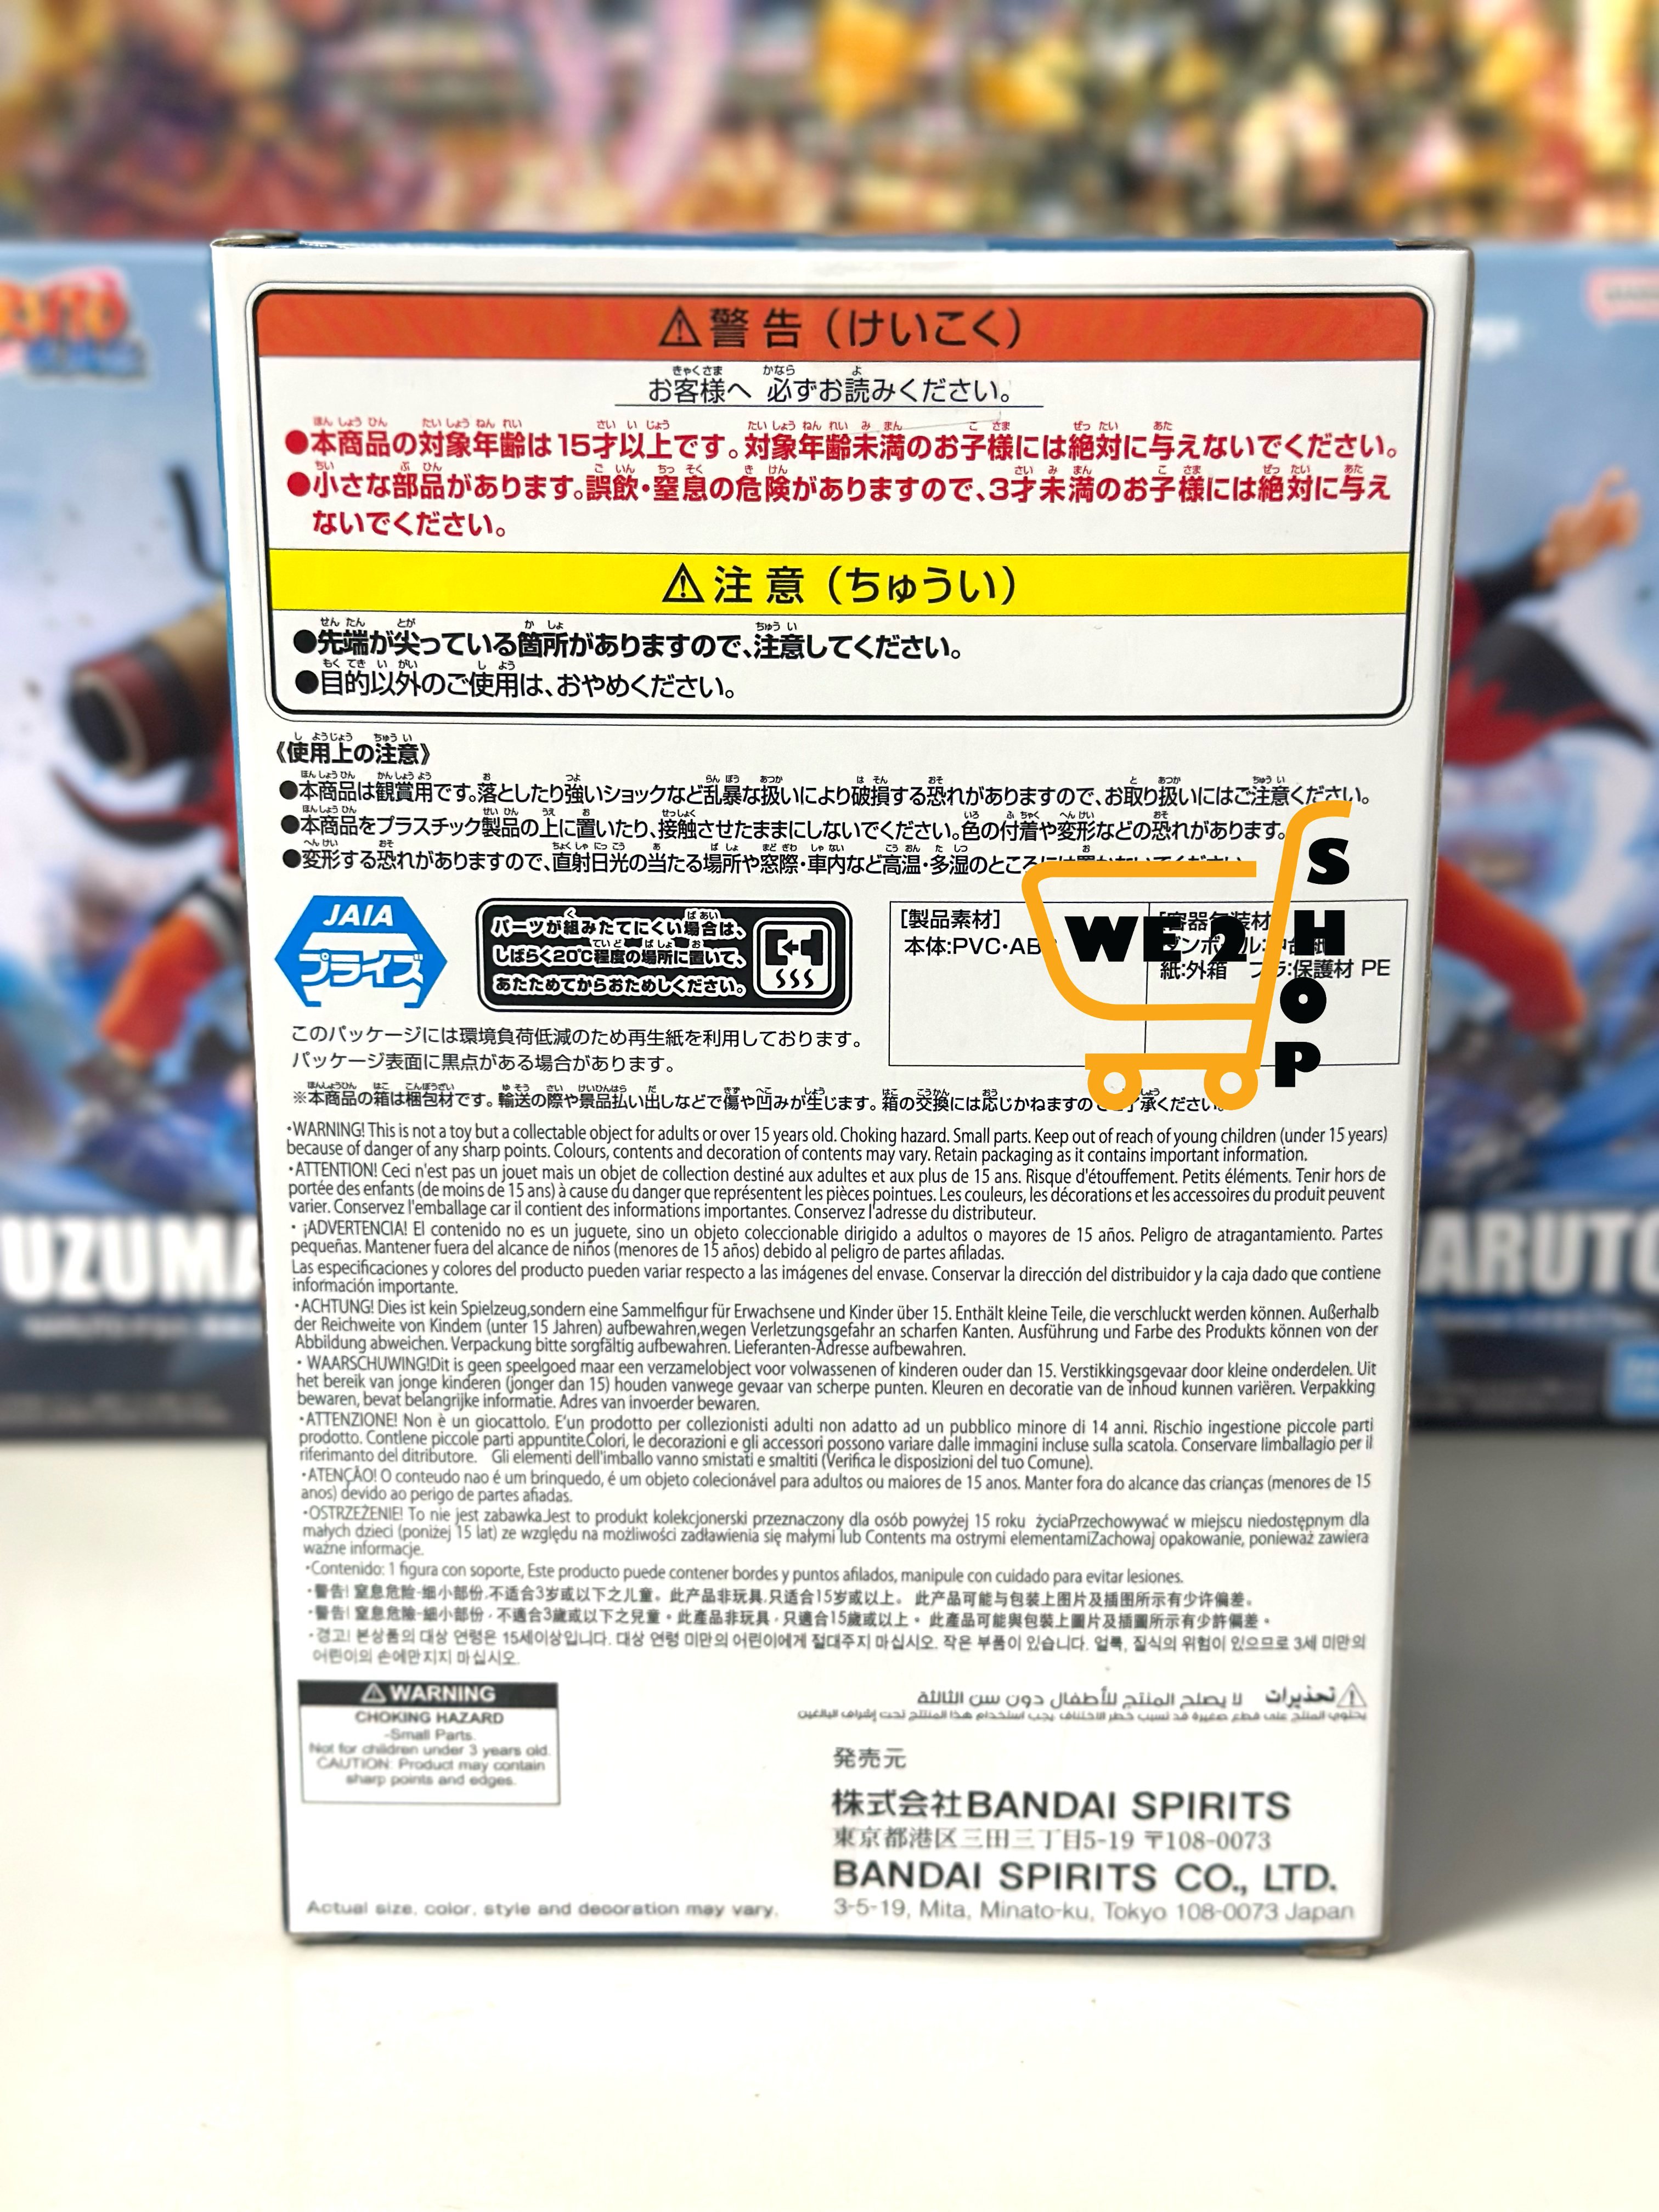 ⚠警告（けいこく）
お客様へ 必ずお読みください。
●本商品の対象年齢は15才以上です。対象年齢未満のお子様には絶対に与えないでください。
●小さな部品があります。誤飲・窒息の危険がありますので、3才未満のお子様には絶対に与え
ないでください。
⚠注意（ちゅうい）
●先端が尖っている箇所がありますので、注意してください。
●目的以外のご使用は、おやめください。
《使用上の注意》
●本商品は観賞用です。落としたり強いショックなど乱暴な扱いにより破損する恐れがありますので、お取り扱いにはご注意ください。
●本商品をプラスチック製品の上に置いたり、接触させたままにしないでください。色の付着や変形などの恐れがあります。
●変形する恐れがありますので、直射日光の当たる場所や窓際・車内など高温・多湿のところ
JAIA
プライズ
パーツが組みたてにくい場合は、
しばらく20℃程度の場所に置いて、
あたためてからおためしください。
[製品素材]
本体:PVC・AB
紙:外箱
保護材 PE
WE 2
SHOP
このパッケージには環境負荷低減のため再生紙を利用しております。
パッケージ表面に黒点がある場合があります。
※本商品の箱は梱包材です。輸送の際や景品払い出しなどで傷や凹みが生じます。箱の交換には応じかねますの 承ください。
・WARNING! This is not a toy but a collectable object for adults or over 15 years old. Choking hazard. Small parts. Keep out of reach of young children (under 15 years)
because of danger of any sharp points. Colours, contents and decoration of contents may vary. Retain packaging as it contains important information.
・ATTENTION! Ceci n'est pas un jouet mais un objet de collection destiné aux adultes et aux plus de 15 ans. Risque d'étouffement. Petits éléments. Tenir hors de
portée des enfants (de moins de 15 ans) à cause du danger que représentent les pièces pointues. Les couleurs, les décorations et les accessoires du produit peuvent
varier. Conservez l'emballage car il contient des informations importantes. Conservez l'adresse du distributeur.
・¡ADVERTENCIA! El contenido no es un juguete, sino un objeto coleccionable dirigido a adultos o mayores de 15 años. Peligro de atragantamiento. Partes
pequeñas. Mantener fuera del alcance de niños (menores de 15 años) debido al peligro de partes afiladas.
Las especificaciones y colores del producto pueden variar respecto a las imágenes del envase. Conservar la dirección del distribuidor y la caja dado que contiene
información importante.
・ACHTUNG! Dies ist kein Spielzeug,sondern eine Sammelfigur für Erwachsene und Kinder über 15. Enthält kleine Teile, die verschluckt werden können. Außerhalb
der Reichweite von Kindem (unter 15 Jahren) aufbewahren,wegen Verletzungsgefahr an scharfen Kanten. Ausführung und Farbe des Produkts können von der
Abbildung abweichen. Verpackung bitte sorgfältig aufbewahren. Lieferanten-Adresse aufbewahren.
・WAARSCHUWING!Dit is geen speelgoed maar een verzamelobject voor volwassenen of kinderen ouder dan 15. Verstikkingsgevaar door kleine onderdelen. Uit
het bereik van jonge kinderen (jonger dan 15) houden vanwege gevaar van scherpe punten. Kleuren en decoratie van de inhoud kunnen variëren. Verpakking
bewaren, bevat belangrijke informatie. Adres van invoerder bewaren.
・ATTENZIONE! Non è un giocattolo. E'un prodotto per collezionisti adulti non adatto ad un pubblico minore di 14 anni. Rischio ingestione piccole parti
prodotto. Contlene piccole parti appuntite.Colori, le decorazioni e gli accessori possono variare dalle immagini incluse sulla scatola. Conservare limballagio per il
riferimanto del ditributore. Gli elementi dell'imballo vanno smistati e smaltiti (Verifica le disposizioni del tuo Comune).
・ATENÇÃO! O conteudo nao é um brinquedo, é um objeto colecionável para adultos ou maiores de 15 anos. Manter fora do alcance das crianças (menores de 15
anos) devido ao perigo de partes afiadas.
・OSTRZEŻENIE! To nie jest zabawka.Jest to produkt kolekcjonerski przeznaczony dla osób powyżej 15 roku życiaPrzechowywać w miejscu niedostępnym dla
małych dzieci (poniżej 15 lat) ze względu na możliwości zadławienia się małymi lub Contents ma ostrymi elementamiZachowaj opakowanie, ponieważ zawiera
ważne informacje.
・Contenido: 1 figura con soporte, Este producto puede contener bordes y puntos afilados, manipule con cuidado para evitar lesiones.
・警告! 窒息危险-细小部份.不适合3岁或以下之儿童。此产品非玩具,只适合15岁或以上。 此产品可能与包装上图片及插图所示有少许偏差。
・警告! 窒息危險-細小部份・不適合3歲或以下之兒童。此產品非玩具・只適合15歲或以上。 此產品可能與包裝上圖片及插圖所示有少許偏差。
・경고! 본상품의 대상 연령은 15세이상입니다. 대상 연령 미만의 어린이에게 절대주지 마십시오. 작은 부품이 있습니다. 얼룩, 질식의 위험이 있으므로 3세 미만의
어린이의 손에만지지 마십시오.
⚠WARNING
CHOKING HAZARD
-Small Parts.
Not for children under 3 years old.
CAUTION: Product may contain
sharp points and edges.
⚠تحذيرات لا يصلح المنتج للأطفال دون سن الثالثة
يحتوي المنتج على قطع صغيرة قد تسبب خطر الاختناق يجب استخدام هذا المنتج تحت إشراف البالغين
発売元
株式会社BANDAI SPIRITS
東京都港区三田三丁目5-19 〒108-0073
BANDAI SPIRITS CO., LTD.
3-5-19, Mita, Minato-ku, Tokyo 108-0073 Japan
Actual size, color, style and decoration may vary.
UZUMA
ARUTO